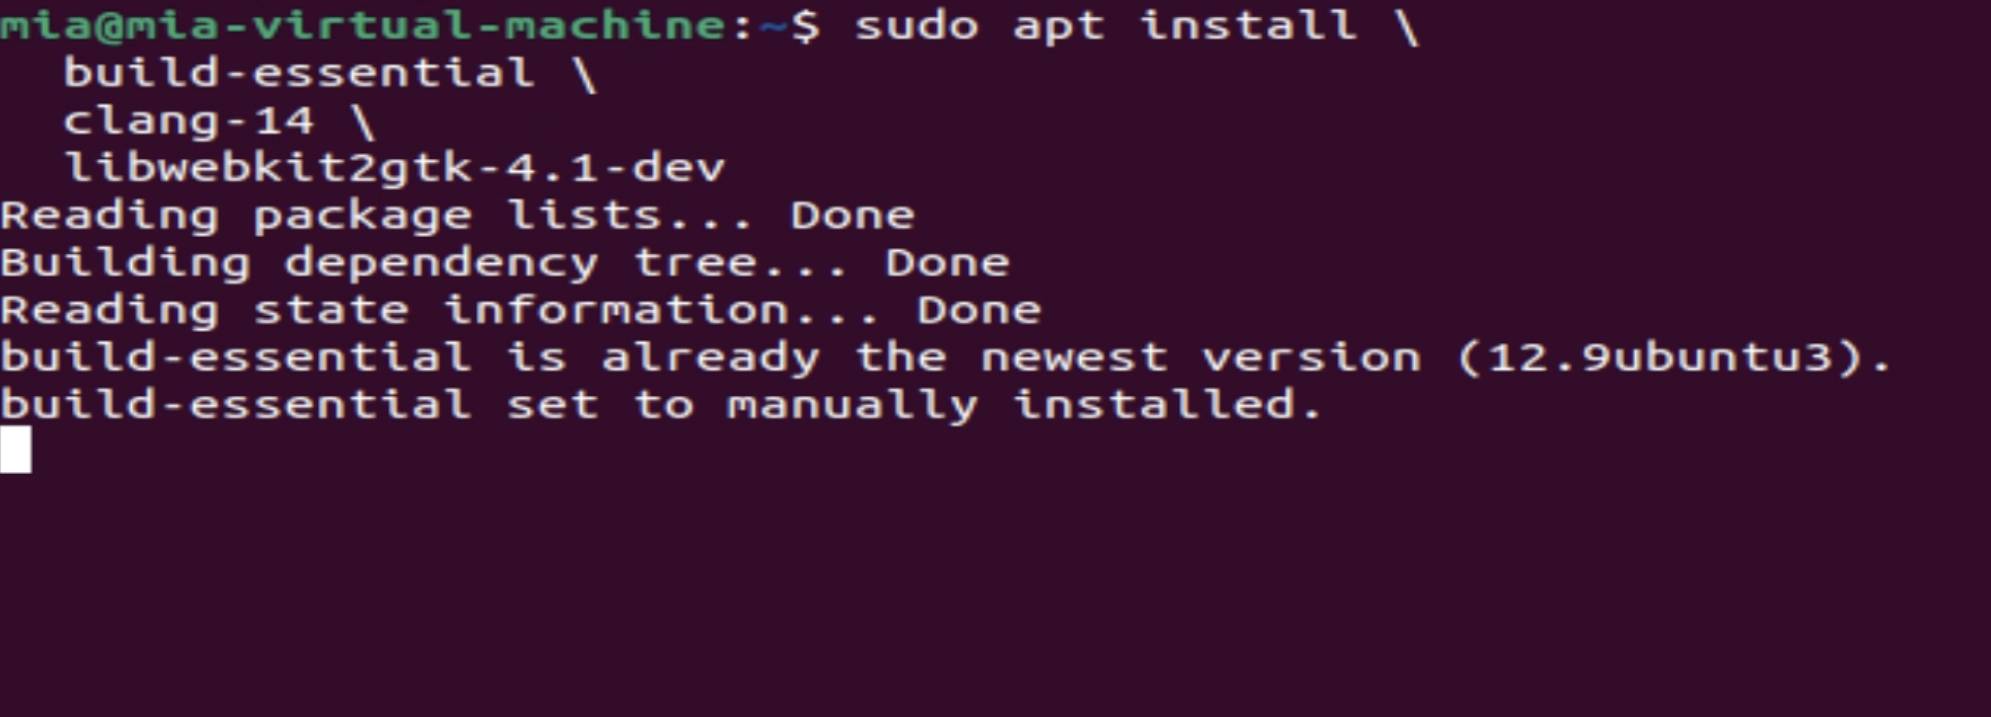 mia@mia-virtual-machine:~$ sudo apt install \
  build-essential \
  clang-14 \
  libwebkit2gtk-4.1-dev
Reading package lists... Done
Building dependency tree... Done
Reading state information... Done
build-essential is already the newest version (12.9ubuntu3).
build-essential set to manually installed.